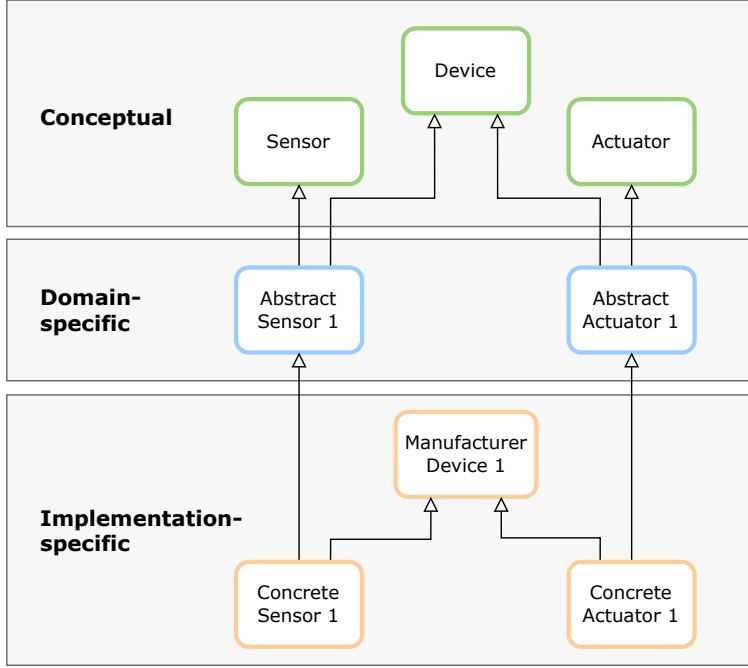 Conceptual
Device
Sensor
Actuator
Domain-
specific
Abstract
Sensor 1
Abstract
Actuator 1
Implementation-
specific
Manufacturer
Device 1
Concrete
Sensor 1
Concrete
Actuator 1